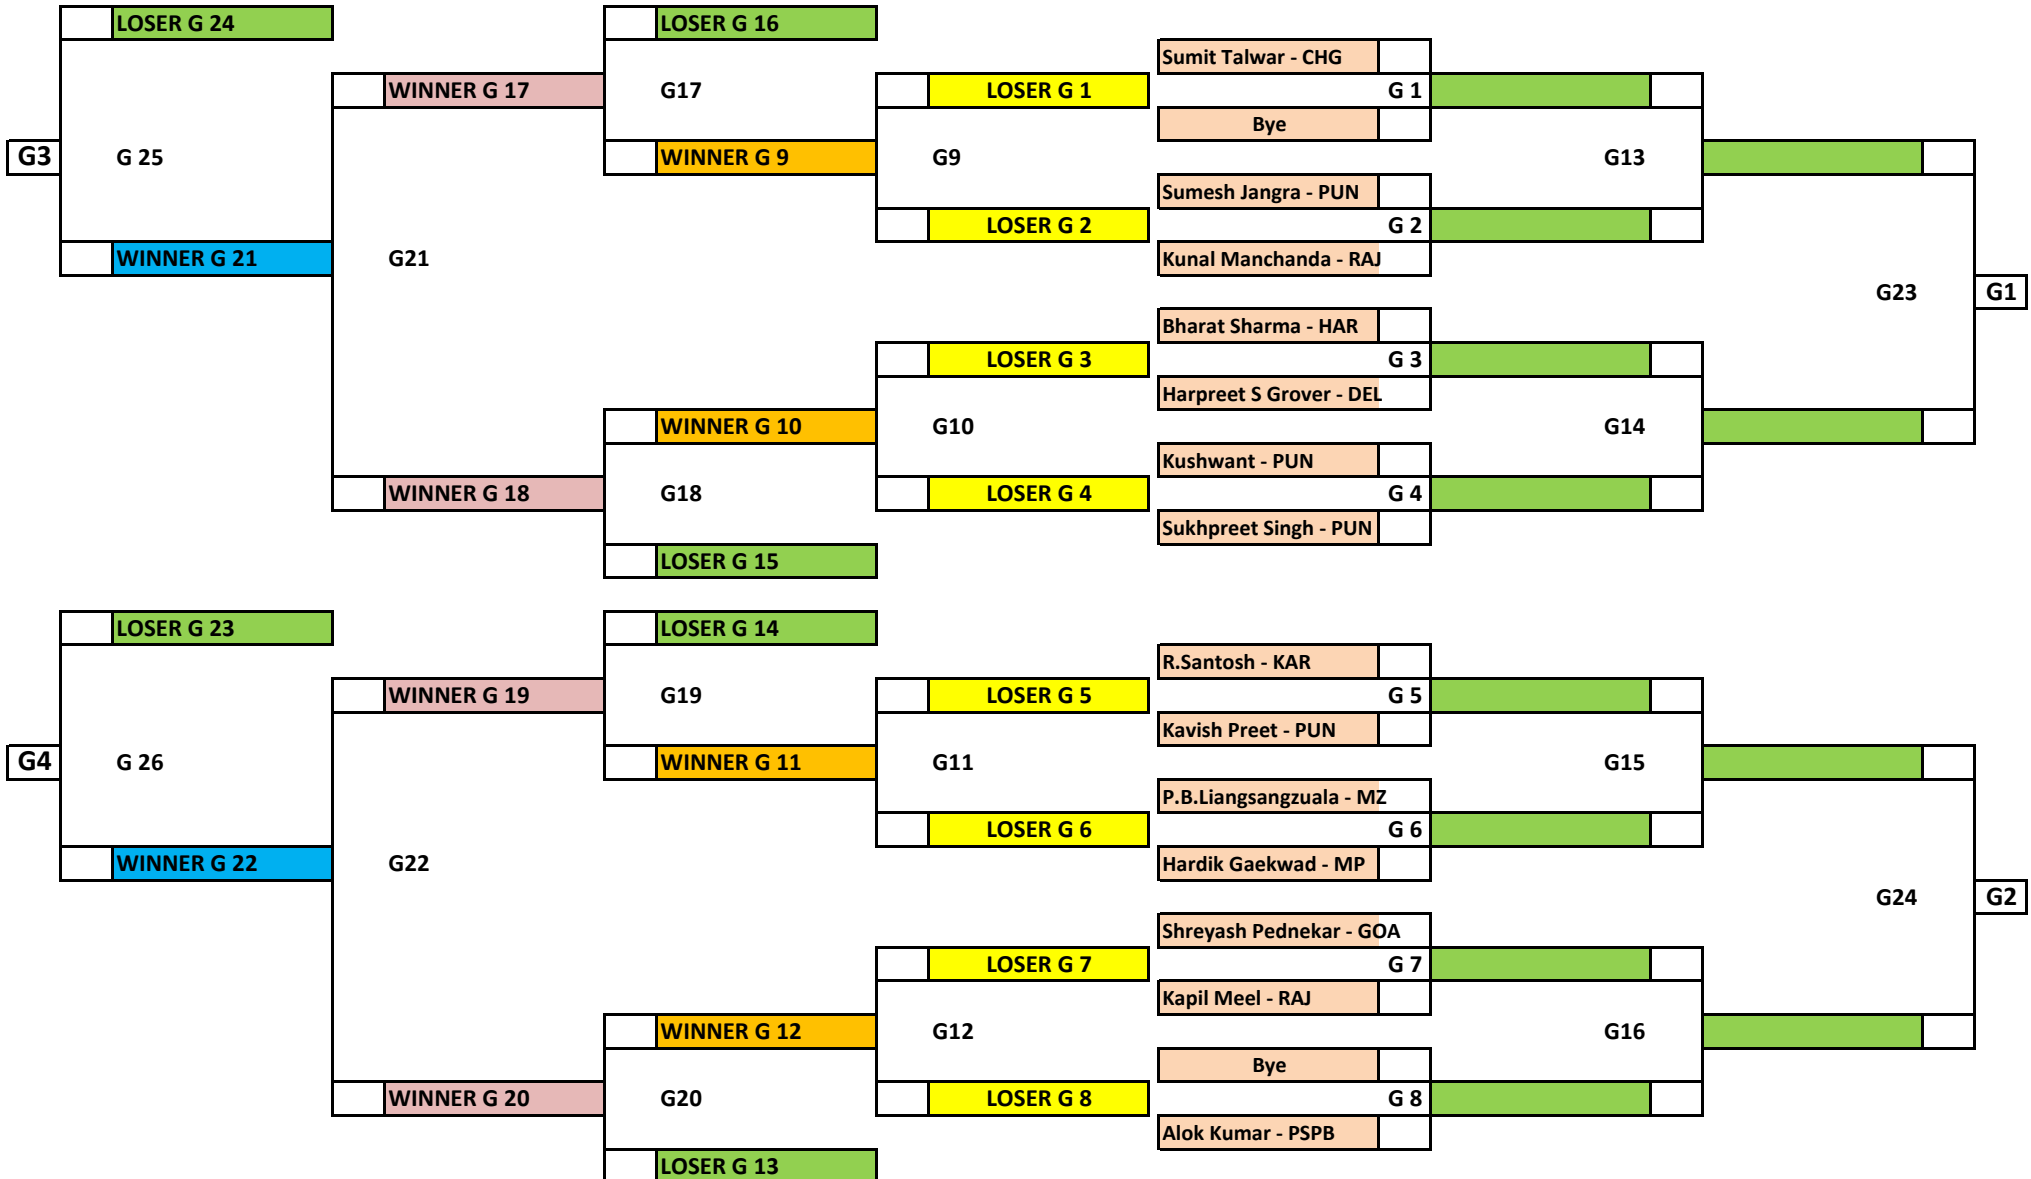 LOSER G 24 LOSER G 16
Sumit Talwar - CHG
WINNER G 17 G17 LOSER G 1 G 1
Bye
G3 G 25 WINNER G 9 G9 G13
Sumesh Jangra - PUN
LOSER G 2 G 2
WINNER G 21 G21 Kunal Manchanda - RAJ
G23 G1
Bharat Sharma - HAR
LOSER G 3 G 3
Harpreet S Grover - DEL
WINNER G 10 G10 G14
Kushwant - PUN
WINNER G 18 G18 LOSER G 4 G 4
Sukhpreet Singh - PUN
LOSER G 15
LOSER G 23 LOSER G 14
R.Santosh - KAR
WINNER G 19 G19 LOSER G 5 G 5
Kavish Preet - PUN
G4 G 26 WINNER G 11 G11 G15
P.B.Liangsangzuala - MZ
LOSER G 6 G 6
WINNER G 22 G22 Hardik Gaekwad - MP
G24 G2
Shreyash Pednekar - GOA
LOSER G 7 G 7
Kapil Meel - RAJ
WINNER G 12 G12 G16
Bye
WINNER G 20 G20 LOSER G 8 G 8
Alok Kumar - PSPB
LOSER G 13